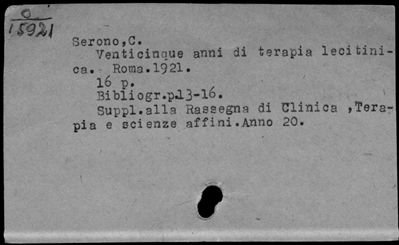 O.
15921
Serono,C.
Venticinque anni di terapia lecitini-
ca. Roma.1921.
16 p.
Bibliogr.p.13-16.
Suppl.alla Rassegna di Clinica ,Tera-
pia e scienze affini.Anno 20.